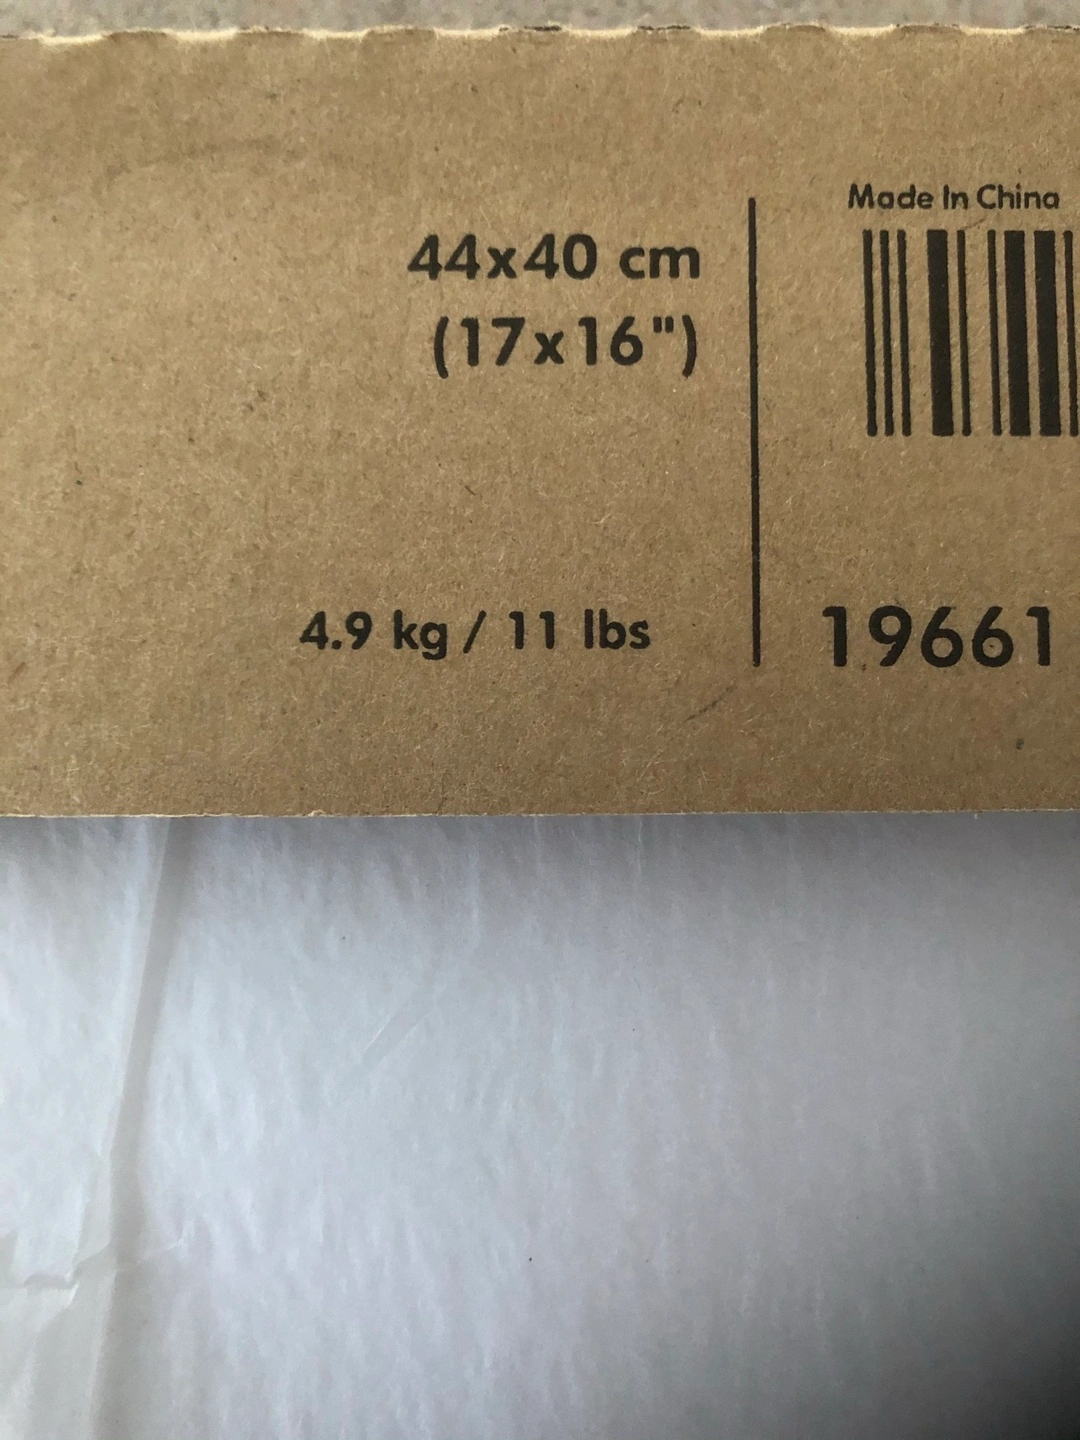 44x40 cm
(17x16")
4.9 kg / 11 lbs
Made In China
19661